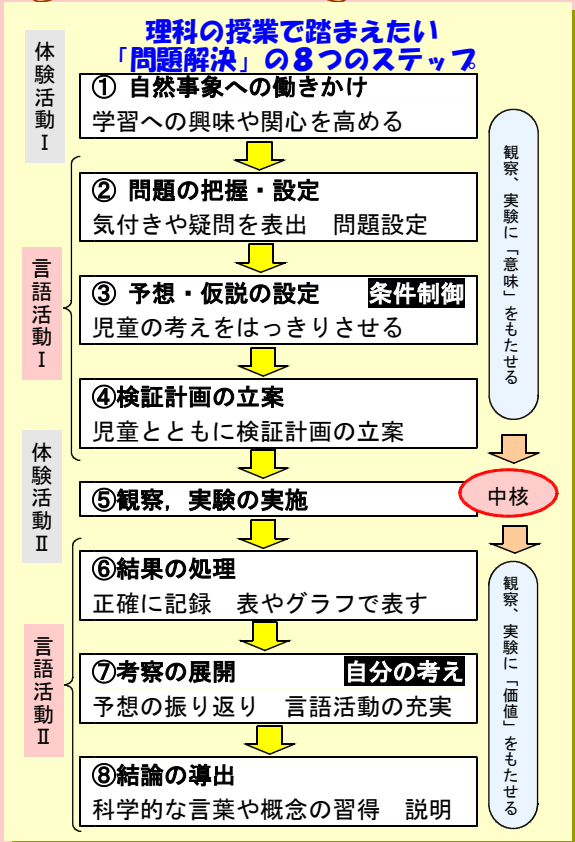 理科の授業で踏まえたい
「問題解決」の８つのステップ
体験活動Ⅰ
① 自然事象への働きかけ
学習への興味や関心を高める
② 問題の把握・設定
気付きや疑問を表出　問題設定
言語活動Ⅰ
③ 予想・仮説の設定　条件制御
児童の考えをはっきりさせる
④検証計画の立案
児童とともに検証計画の立案
観察、実験に「意味」をもたせる
体験活動Ⅱ
⑤観察，実験の実施
中核
⑥結果の処理
正確に記録　表やグラフで表す
言語活動Ⅱ
⑦考察の展開　自分の考え
予想の振り返り　言語活動の充実
⑧結論の導出
科学的な言葉や概念の習得　説明
観察、実験に「価値」をもたせる